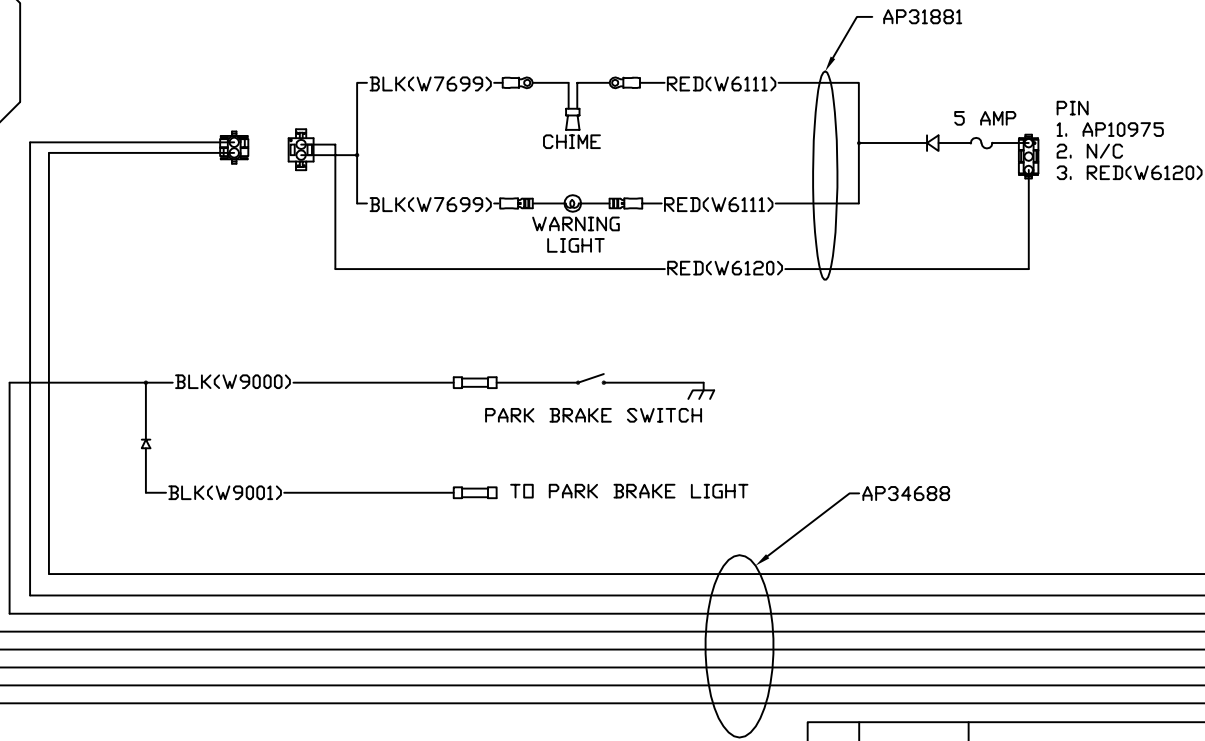 AP31881
BLK(W7699)
RED(W6111)
CHIME
5 AMP
PIN
1. AP10975
2. N/C
3. RED(W6120)
BLK(W7699)
RED(W6111)
WARNING
LIGHT
RED(W6120)
BLK(W9000)
PARK BRAKE SWITCH
BLK(W9001)
TO PARK BRAKE LIGHT
AP34688